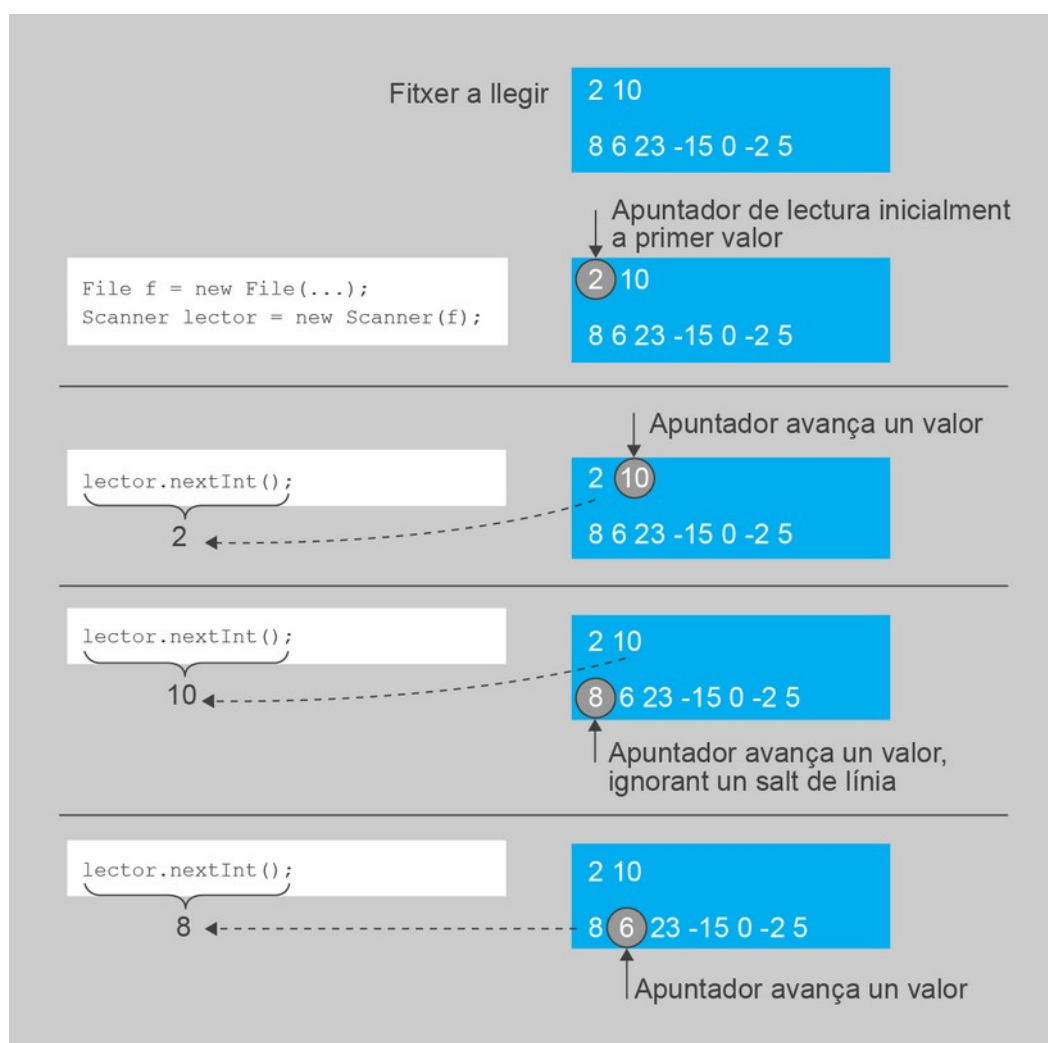 Fitxer a llegir
2 10
8 6 23 -15 0 -2 5
Apuntador de lectura inicialment
a primer valor
File f = new File(...);
Scanner lector = new Scanner(f);
2 10
8 6 23 -15 0 -2 5
Apuntador avança un valor
lector.nextInt();
2
2 10
8 6 23 -15 0 -2 5
lector.nextInt();
10
2 10
8 6 23 -15 0 -2 5
Apuntador avança un valor,
ignorant un salt de línia
lector.nextInt();
8
2 10
8 6 23 -15 0 -2 5
Apuntador avança un valor